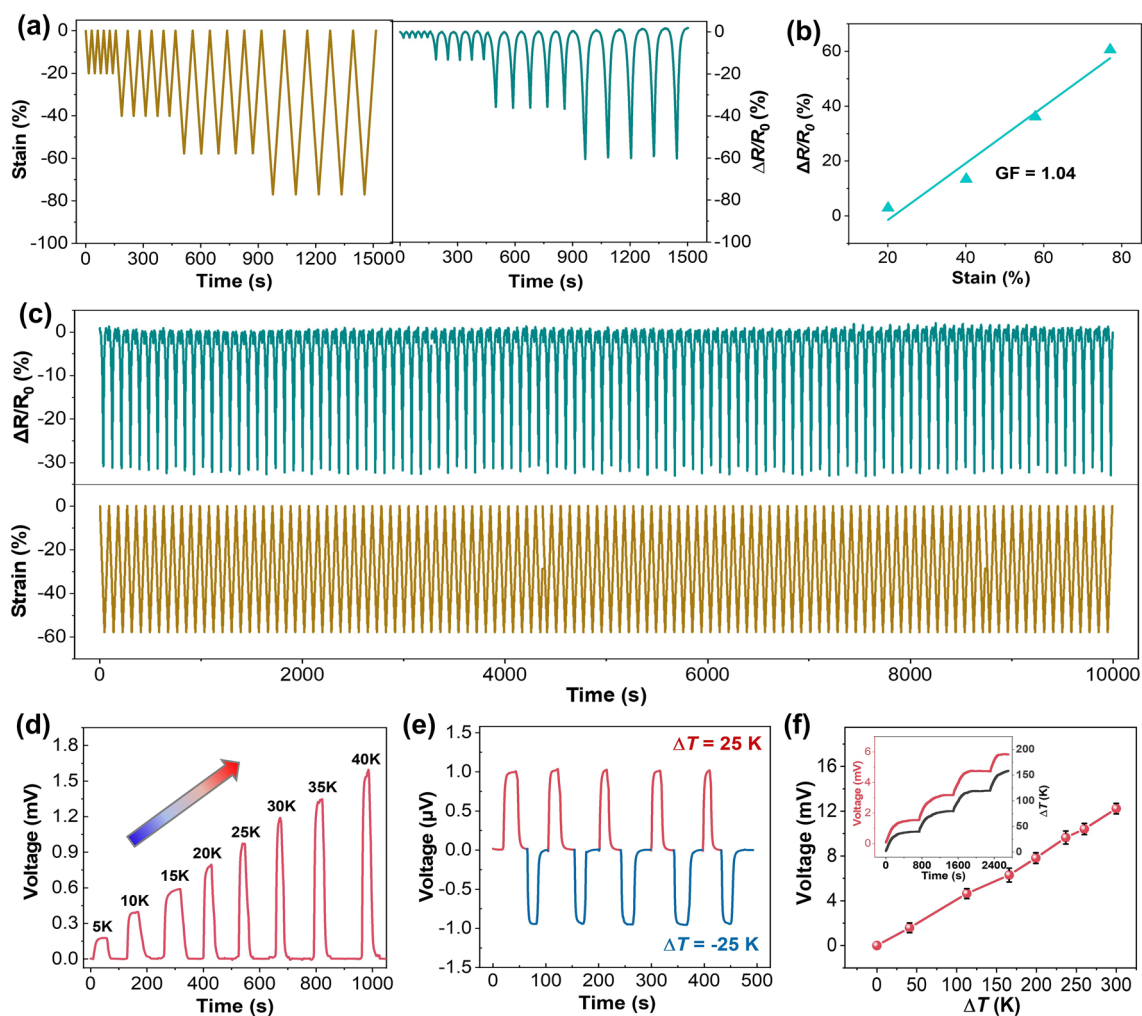 (a)
0
-20
-40
-60
-80
-100
Stain (%)
0 300 600 900 1200 1500
Time (s)
0 300 600 900 1200 1500
Time (s)
0
-20
-40
-60
-80
-100
ΔR/R0 (%)
(b)
60
40
20
0
ΔR/R0 (%)
GF = 1.04
20 40 60 80
Stain (%)
(c)
0
-10
-20
-30
ΔR/R0 (%)
0
-20
-40
-60
Strain (%)
0 2000 4000 6000 8000 10000
Time (s)
(d)
1.8
1.5
1.2
0.9
0.6
0.3
0.0
Voltage (mV)
5K
10K
15K
20K
25K
30K
35K
40K
0 200 400 600 800 1000
Time (s)
(e)
1.5
1.0
0.5
0.0
-0.5
-1.0
-1.5
Voltage (μV)
ΔT = 25 K
ΔT = -25 K
0 100 200 300 400 500
Time (s)
(f)
16
12
8
4
0
Voltage (mV)
6
4
2
0
Voltage (mV)
200
150
100
50
0
ΔT (K)
0 800 1600 2400
Time (s)
0 50 100 150 200 250 300
ΔT (K)